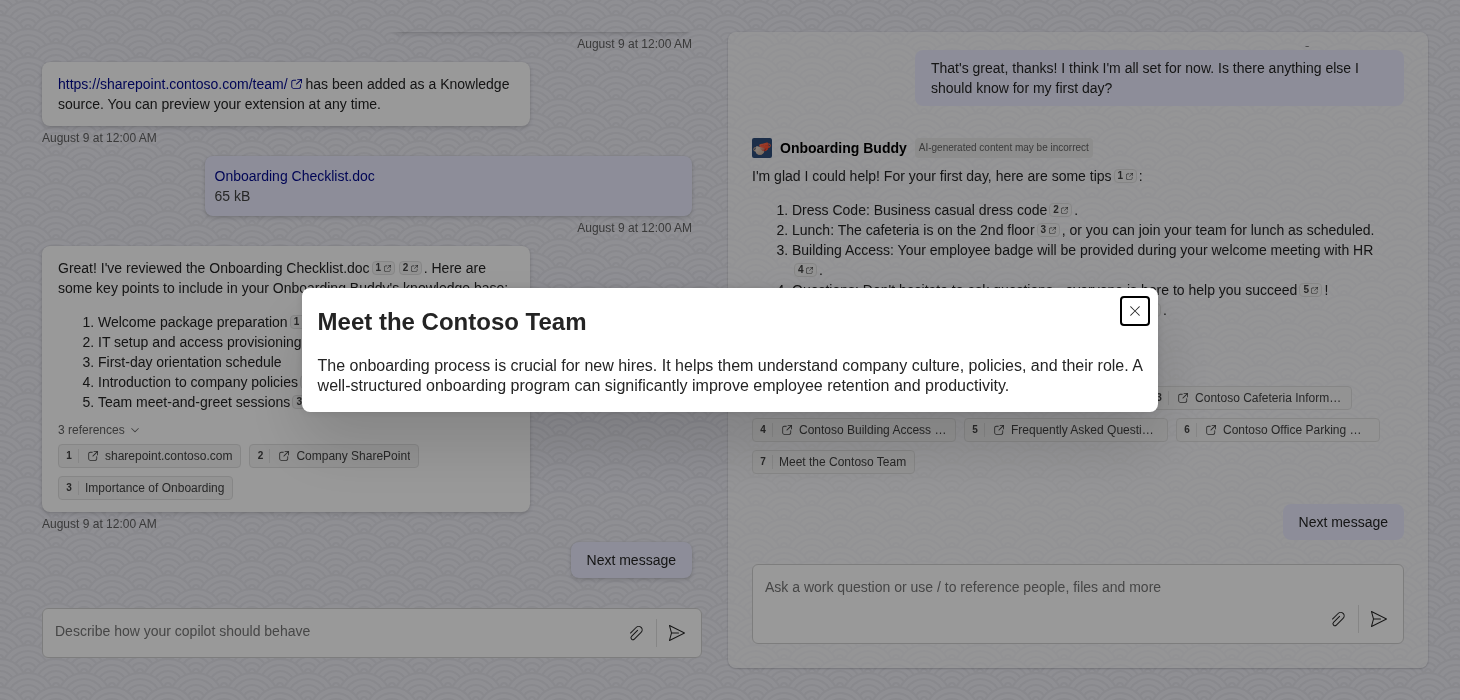 August 9 at 12:00 AM
https://sharepoint.contoso.com/team/ has been added as a Knowledge
source. You can preview your extension at any time.
August 9 at 12:00 AM
Onboarding Checklist.doc
65 kB
August 9 at 12:00 AM
Great! I've reviewed the Onboarding Checklist.doc 1 2 . Here are
some key points to include in your Onboarding Buddy's knowledge base:
1. Welcome package preparation 1
2. IT setup and access provisioning
3. First-day orientation schedule
4. Introduction to company policies
5. Team meet-and-greet sessions 3
3 references
1 sharepoint.contoso.com
2 Company SharePoint
3 Importance of Onboarding
August 9 at 12:00 AM
Next message
Describe how your copilot should behave
That's great, thanks! I think I'm all set for now. Is there anything else I
should know for my first day?
Onboarding Buddy AI-generated content may be incorrect
I'm glad I could help! For your first day, here are some tips 1 :
1. Dress Code: Business casual dress code 2 .
2. Lunch: The cafeteria is on the 2nd floor 3 , or you can join your team for lunch as scheduled.
3. Building Access: Your employee badge will be provided during your welcome meeting with HR
4 .
4. Questions: Don't hesitate to ask questions - everyone is here to help you succeed 5 !
.
3 Contoso Cafeteria Inform…
4 Contoso Building Access …
5 Frequently Asked Questi…
6 Contoso Office Parking …
7 Meet the Contoso Team
Next message
Ask a work question or use / to reference people, files and more
Meet the Contoso Team
The onboarding process is crucial for new hires. It helps them understand company culture, policies, and their role. A
well-structured onboarding program can significantly improve employee retention and productivity.